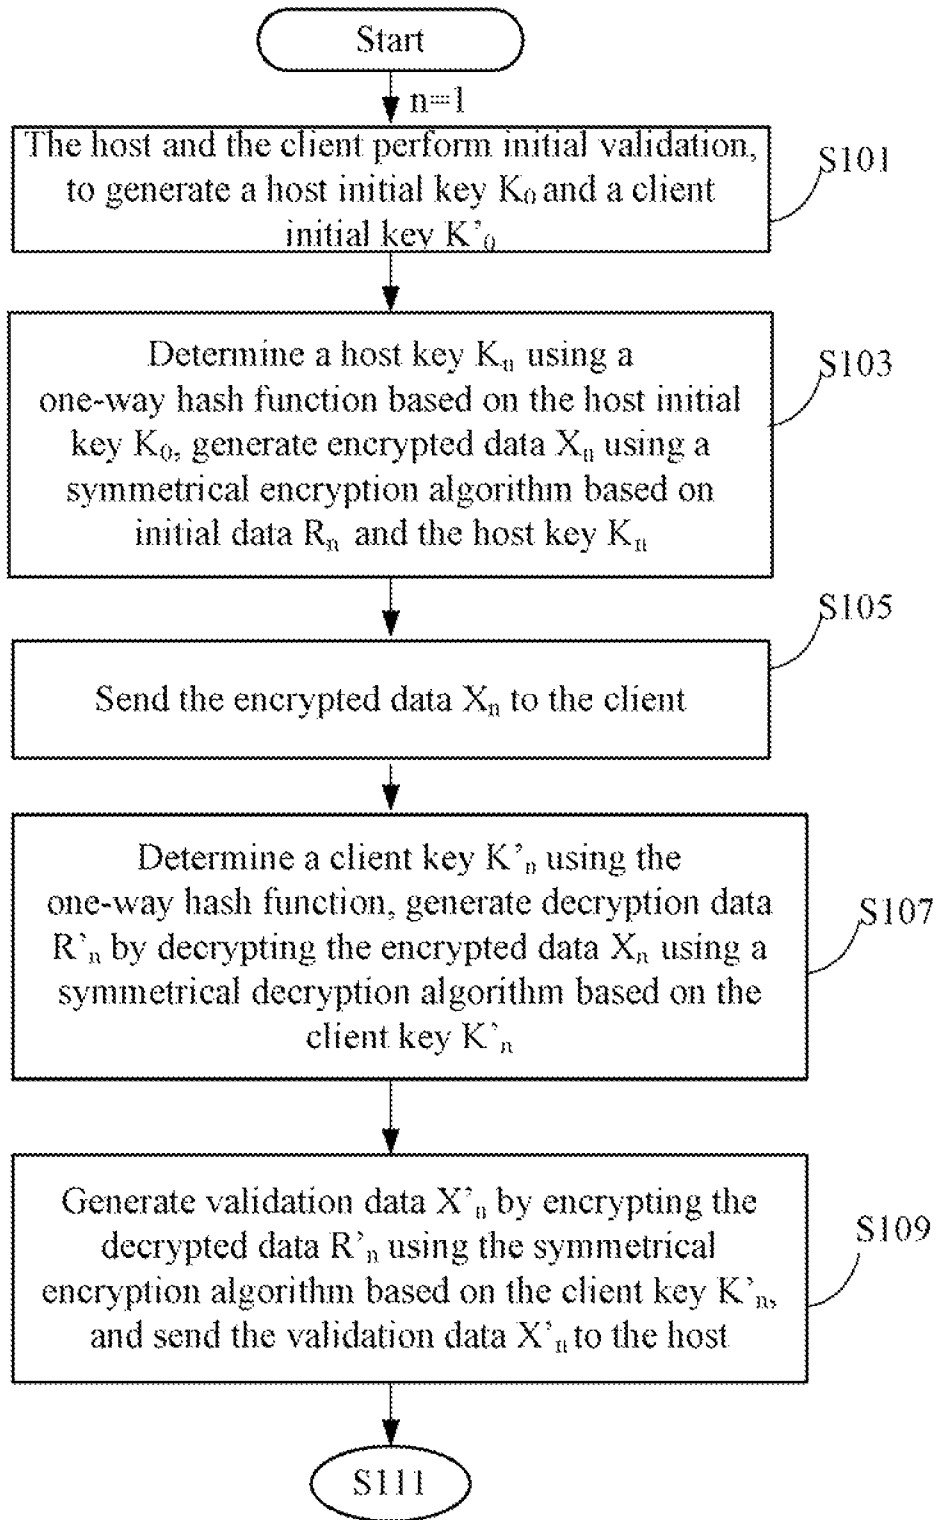 Start
n=1
The host and the client perform initial validation,
to generate a host initial key K₀ and a client
initial key K’₀
S101
Determine a host key Kₙ using a
one-way hash function based on the host initial
key K₀, generate encrypted data Xₙ using a
symmetrical encryption algorithm based on
initial data Rₙ and the host key Kₙ
S103
S105
Send the encrypted data Xₙ to the client
Determine a client key K’ₙ using the
one-way hash function, generate decryption data
R’ₙ by decrypting the encrypted data Xₙ using a
symmetrical decryption algorithm based on the
client key K’ₙ
S107
Generate validation data X’ₙ by encrypting the
decrypted data R’ₙ using the symmetrical
encryption algorithm based on the client key K’ₙ,
and send the validation data X’ₙ to the host
S109
S111